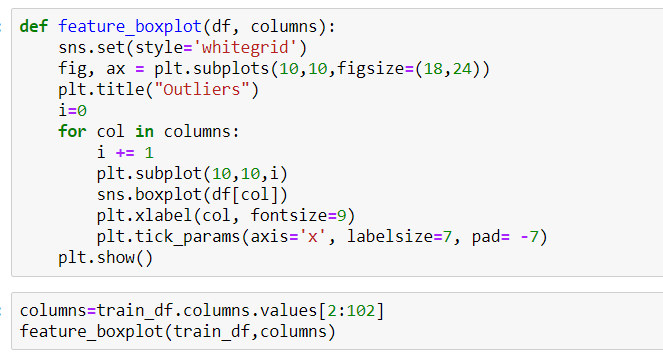 def feature_boxplot(df, columns):
    sns.set(style='whitegrid')
    fig, ax = plt.subplots(10,10,figsize=(18,24))
    plt.title("Outliers")
    i=0
    for col in columns:
        i += 1
        plt.subplot(10,10,i)
        sns.boxplot(df[col])
        plt.xlabel(col, fontsize=9)
        plt.tick_params(axis='x', labelsize=7, pad= -7)
    plt.show()
columns=train_df.columns.values[2:102]
feature_boxplot(train_df,columns)